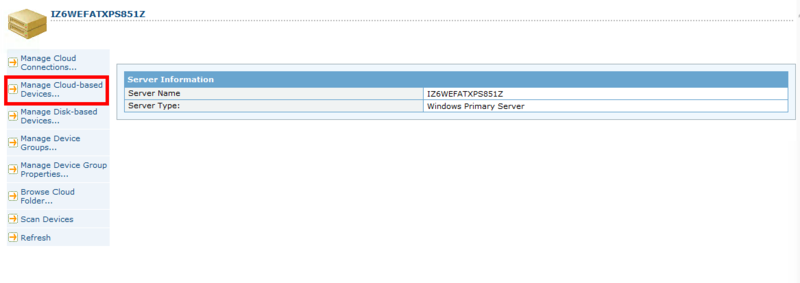 IZ6WEFATXPS851Z
Manage Cloud
Connections...
Manage Cloud-based
Devices...
Manage Disk-based
Devices...
Manage Device
Groups...
Manage Device Group
Properties...
Browse Cloud
Folder...
Scan Devices
Refresh
Server Information
Server Name IZ6WEFATXPS851Z
Server Type: Windows Primary Server